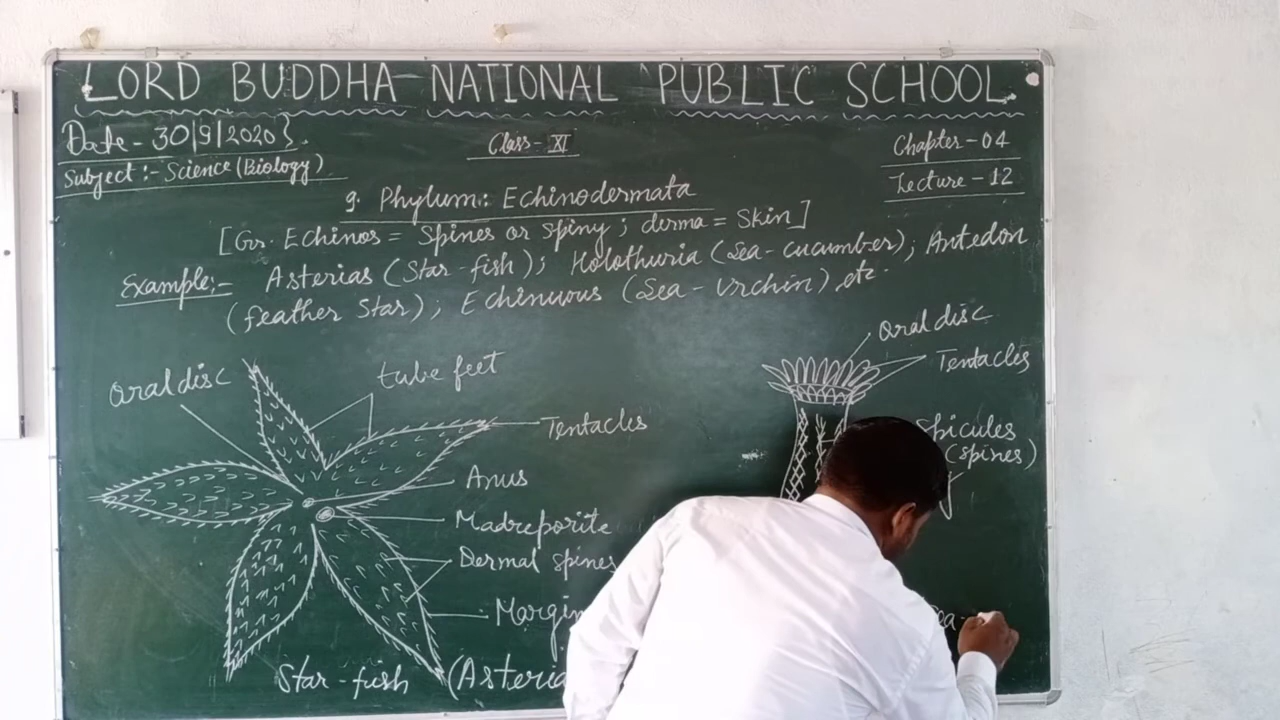 LORD BUDDHA NATIONAL PUBLIC SCHOOL
Date - 30/9/2020}
Class - XI
Chapter - 04
Subject :- Science (Biology)
Lecture - 12
9. Phylum: Echinodermata
[Gr. Echinos = Spines or spiny; derma = Skin]
Example:- Asterias (Star-fish); Holothuria (Sea-cucumber); Antedon
(feather Star); Echinuous (Sea-Urchin) etc.
Oral disc
tube feet
Tentacles
Anus
Madreporite
Dermal spines
Margin
Star-fish (Asteria
Oral disc
Tentacles
Spicules
(spines)